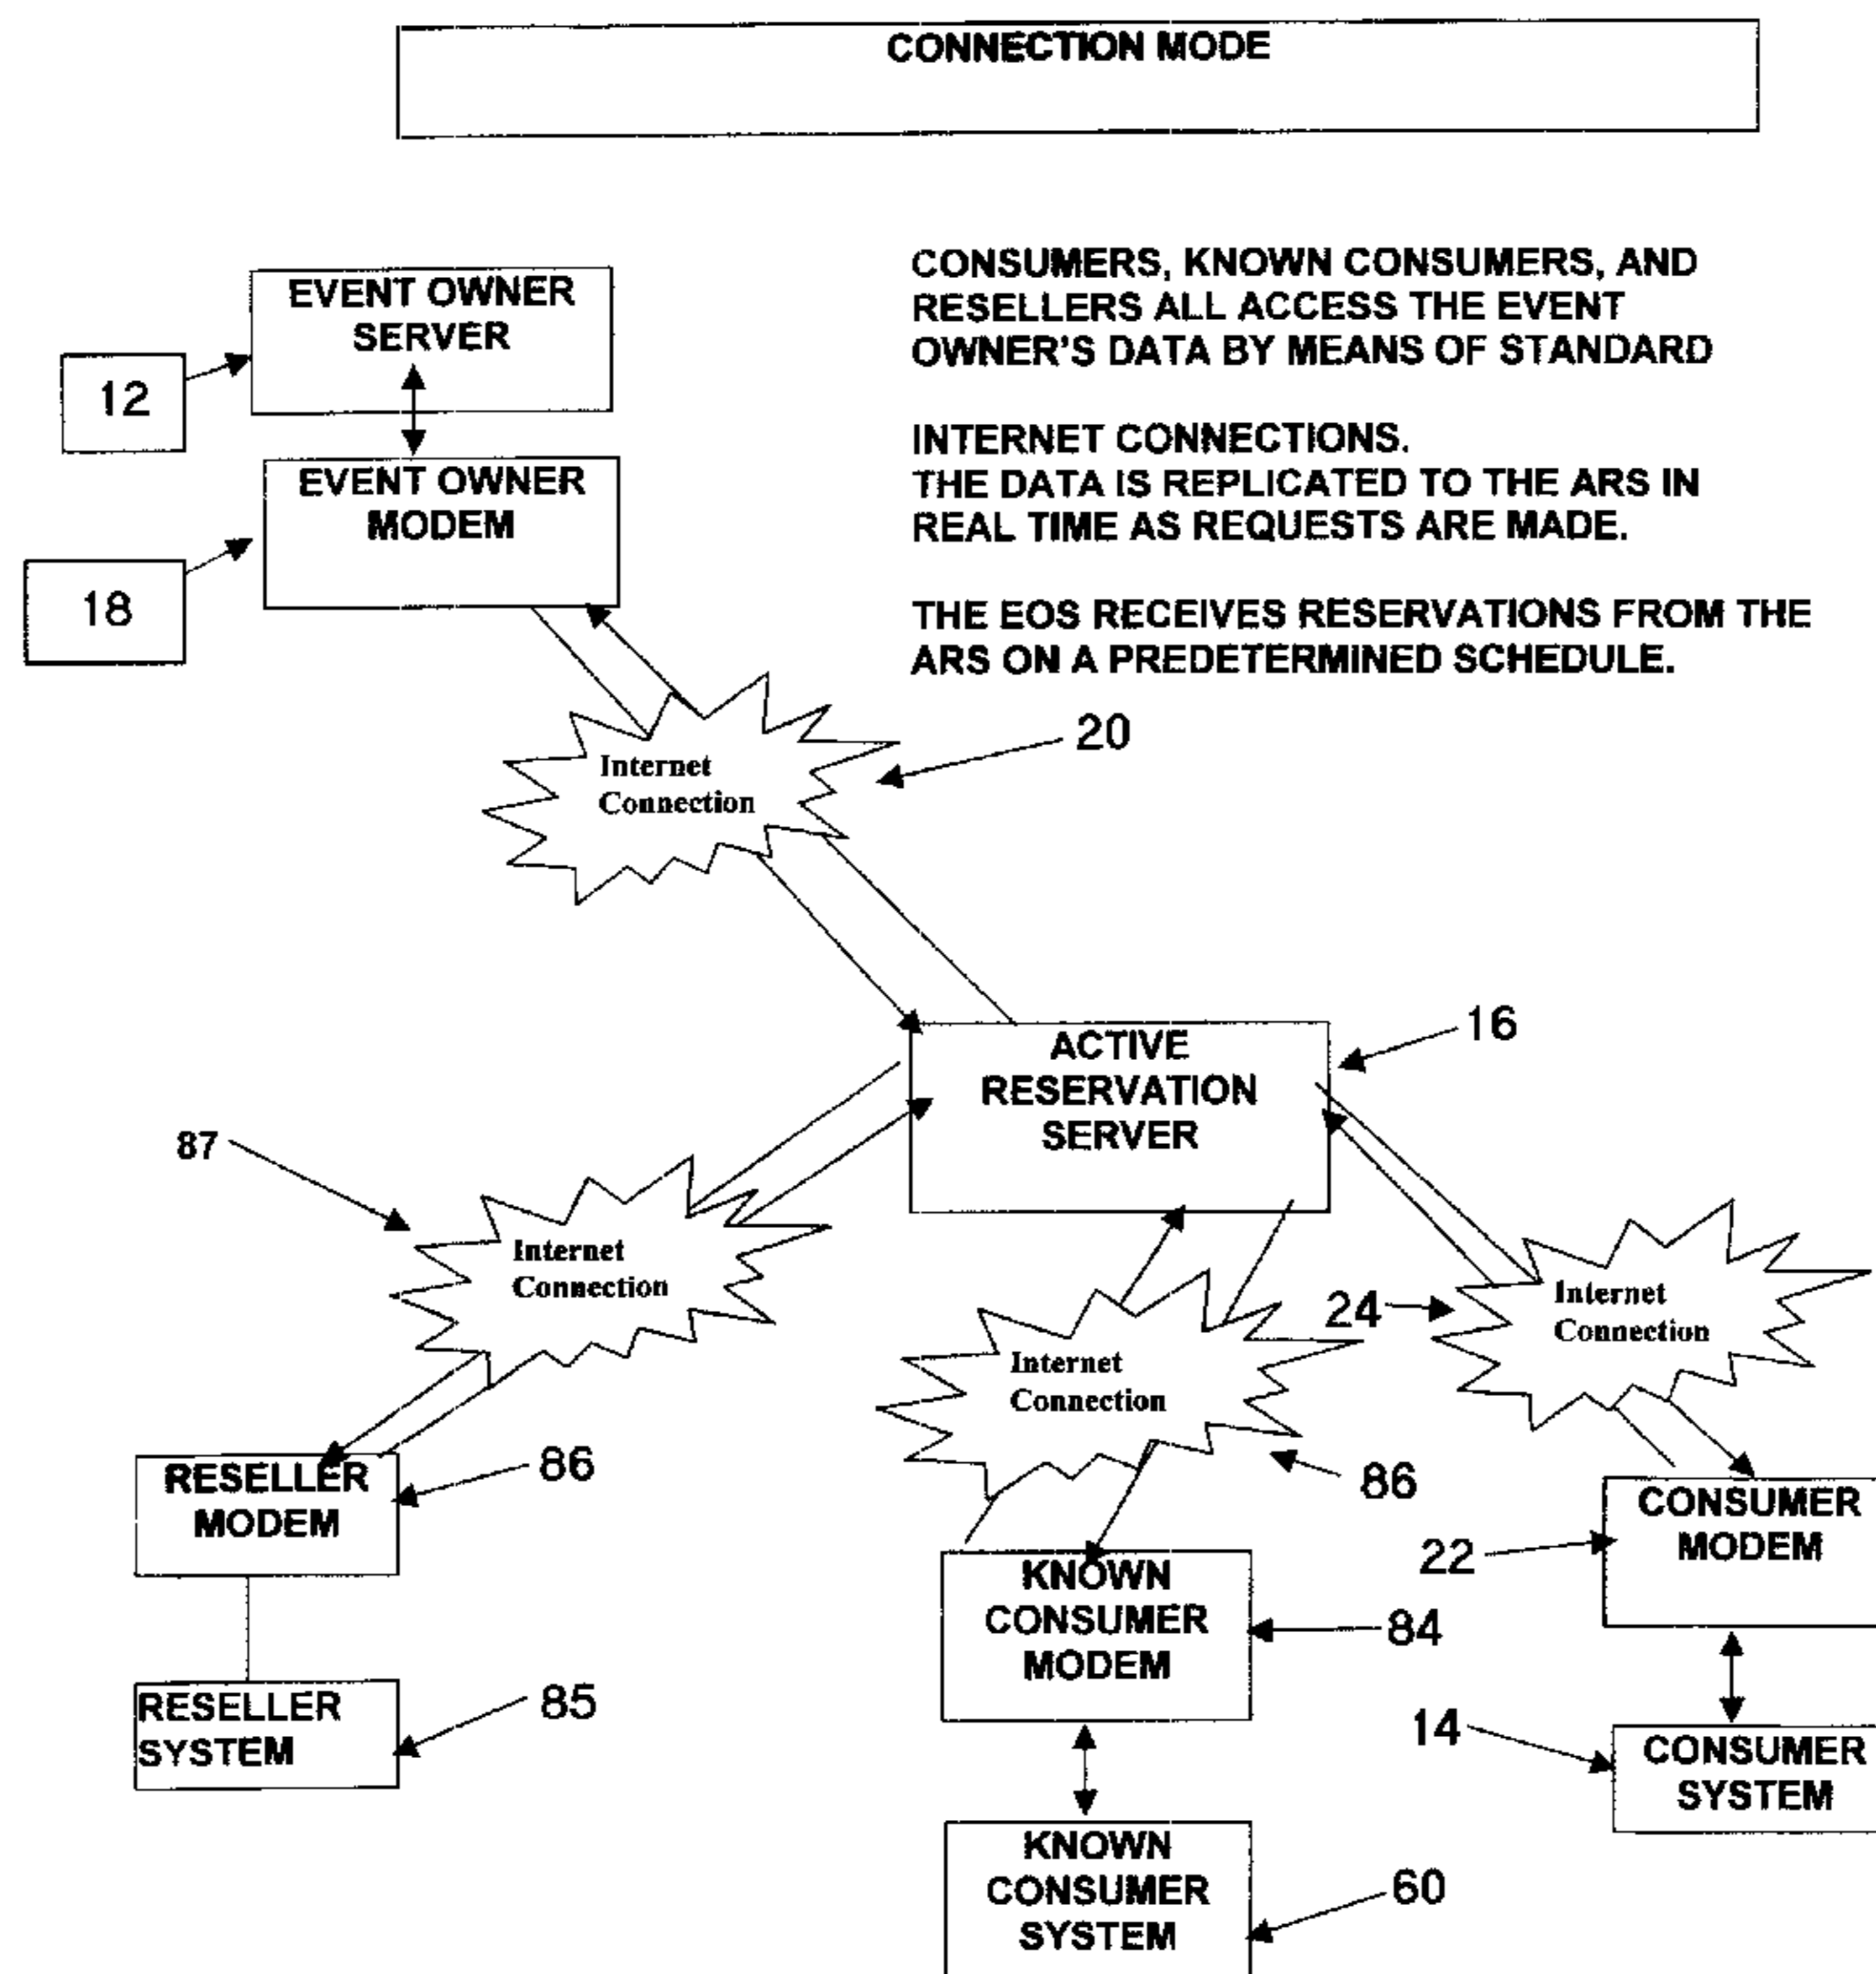 CONNECTION MODE
EVENT OWNER
SERVER
12
EVENT OWNER
MODEM
18
CONSUMERS, KNOWN CONSUMERS, AND
RESELLERS ALL ACCESS THE EVENT
OWNER'S DATA BY MEANS OF STANDARD
INTERNET CONNECTIONS.
THE DATA IS REPLICATED TO THE ARS IN
REAL TIME AS REQUESTS ARE MADE.
THE EOS RECEIVES RESERVATIONS FROM THE
ARS ON A PREDETERMINED SCHEDULE.
20
Internet
Connection
16
ACTIVE
RESERVATION
SERVER
87
Internet
Connection
Internet
Connection
86
24
Internet
Connection
RESELLER
MODEM
86
RESELLER
SYSTEM
85
KNOWN
CONSUMER
MODEM
84
KNOWN
CONSUMER
SYSTEM
60
CONSUMER
MODEM
22
CONSUMER
SYSTEM
14